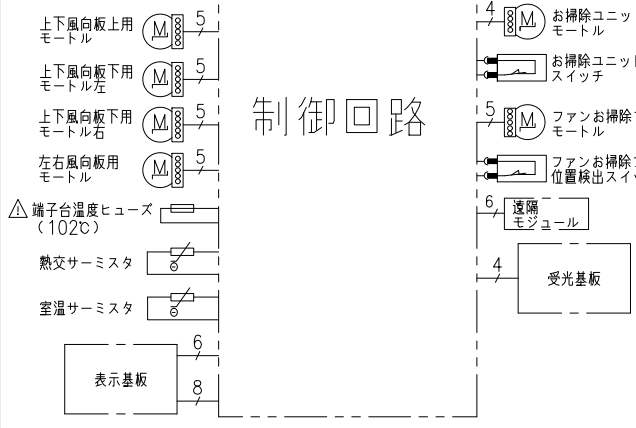 上下風向板上用
モートル
5
M
上下風向板下用
モートル左
5
M
上下風向板下用
モートル右
5
M
左右風向板用
モートル
5
M
端子台温度ヒューズ
(102℃)
熱交サーミスタ
室温サーミスタ
表示基板
6
8
制御回路
4
M
お掃除ユニッ
モートル
お掃除ユニット
スイッチ
5
M
ファンお掃除
モートル
ファンお掃除
位置検出スイッ
6
遠隔
モジュール
4
受光基板